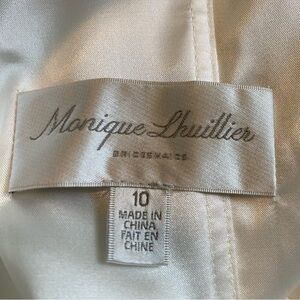 Monique Lhuillier
BRIDESMAIDS
10
MADE IN
CHINA
FAIT EN
CHINE